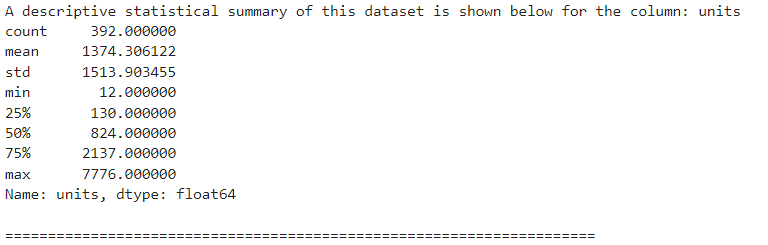 A descriptive statistical summary of this dataset is shown below for the column: units
count     392.000000
mean     1374.306122
std      1513.903455
min        12.000000
25%       130.000000
50%       824.000000
75%      2137.000000
max      7776.000000
Name: units, dtype: float64
=====================================================================